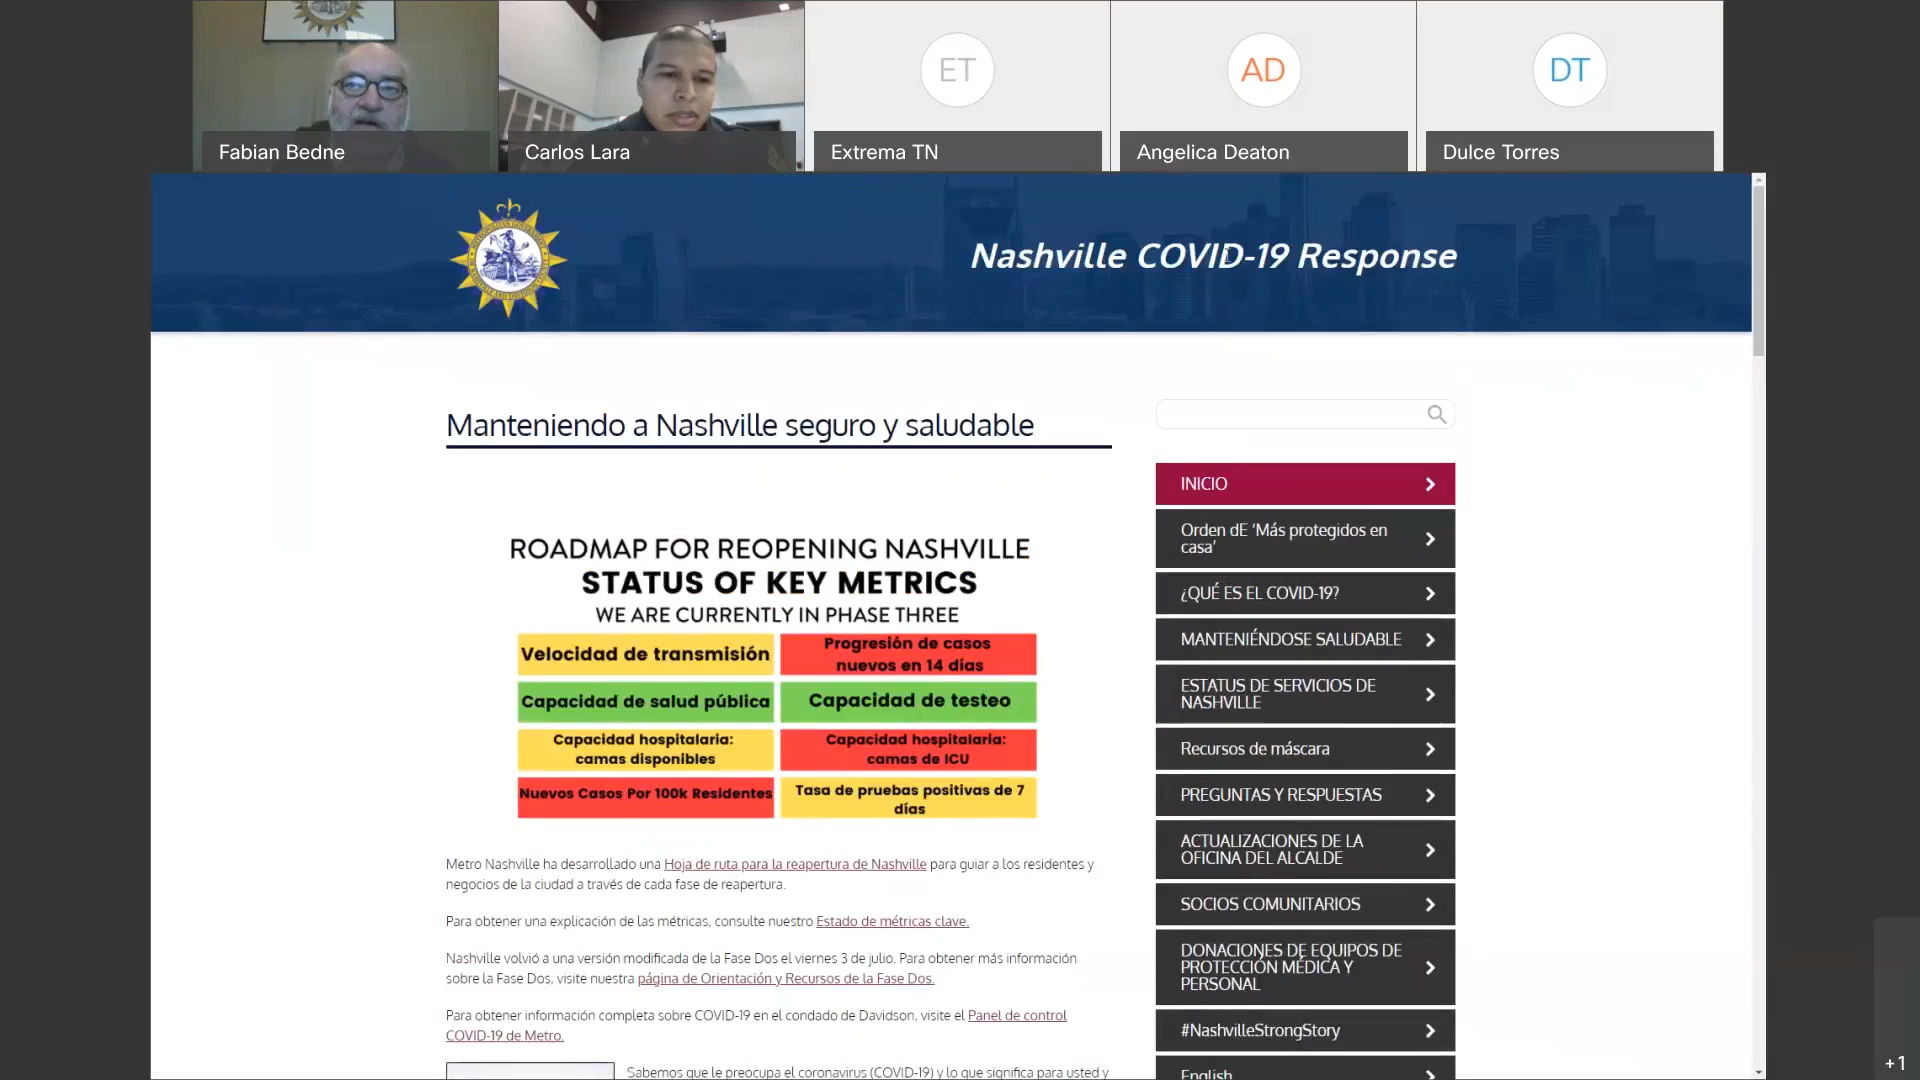 ET
AD
DT
Fabian Bedne
Carlos Lara
Extrema TN
Angelica Deaton
Dulce Torres
Nashville COVID-19 Response
Manteniendo a Nashville seguro y saludable
ROADMAP FOR REOPENING NASHVILLE
STATUS OF KEY METRICS
WE ARE CURRENTLY IN PHASE THREE
Velocidad de transmisión
Progresión de casos
nuevos en 14 días
Capacidad de salud pública
Capacidad de testeo
Capacidad hospitalaria:
camas disponibles
Capacidad hospitalaria:
camas de ICU
Nuevos Casos Por 100k Residentes
Tasa de pruebas positivas de 7
días
Metro Nashville ha desarrollado una Hoja de ruta para la reapertura de Nashville para guiar a los residentes y
negocios de la ciudad a través de cada fase de reapertura.
Para obtener una explicación de las métricas, consulte nuestro Estado de métricas clave.
Nashville volvió a una versión modificada de la Fase Dos el viernes 3 de julio. Para obtener más información
sobre la Fase Dos, visite nuestra página de Orientación y Recursos de la Fase Dos.
Para obtener información completa sobre COVID-19 en el condado de Davidson, visite el Panel de control
COVID-19 de Metro.
Sabemos que le preocupa el coronavirus (COVID-19) y lo que significa para usted y
INICIO
Orden dE ‘Más protegidos en
casa’
¿QUÉ ES EL COVID-19?
MANTENIÉNDOSE SALUDABLE
ESTATUS DE SERVICIOS DE
NASHVILLE
Recursos de máscara
PREGUNTAS Y RESPUESTAS
ACTUALIZACIONES DE LA
OFICINA DEL ALCALDE
SOCIOS COMUNITARIOS
DONACIONES DE EQUIPOS DE
PROTECCIÓN MÉDICA Y
PERSONAL
#NashvilleStrongStory
English
+1